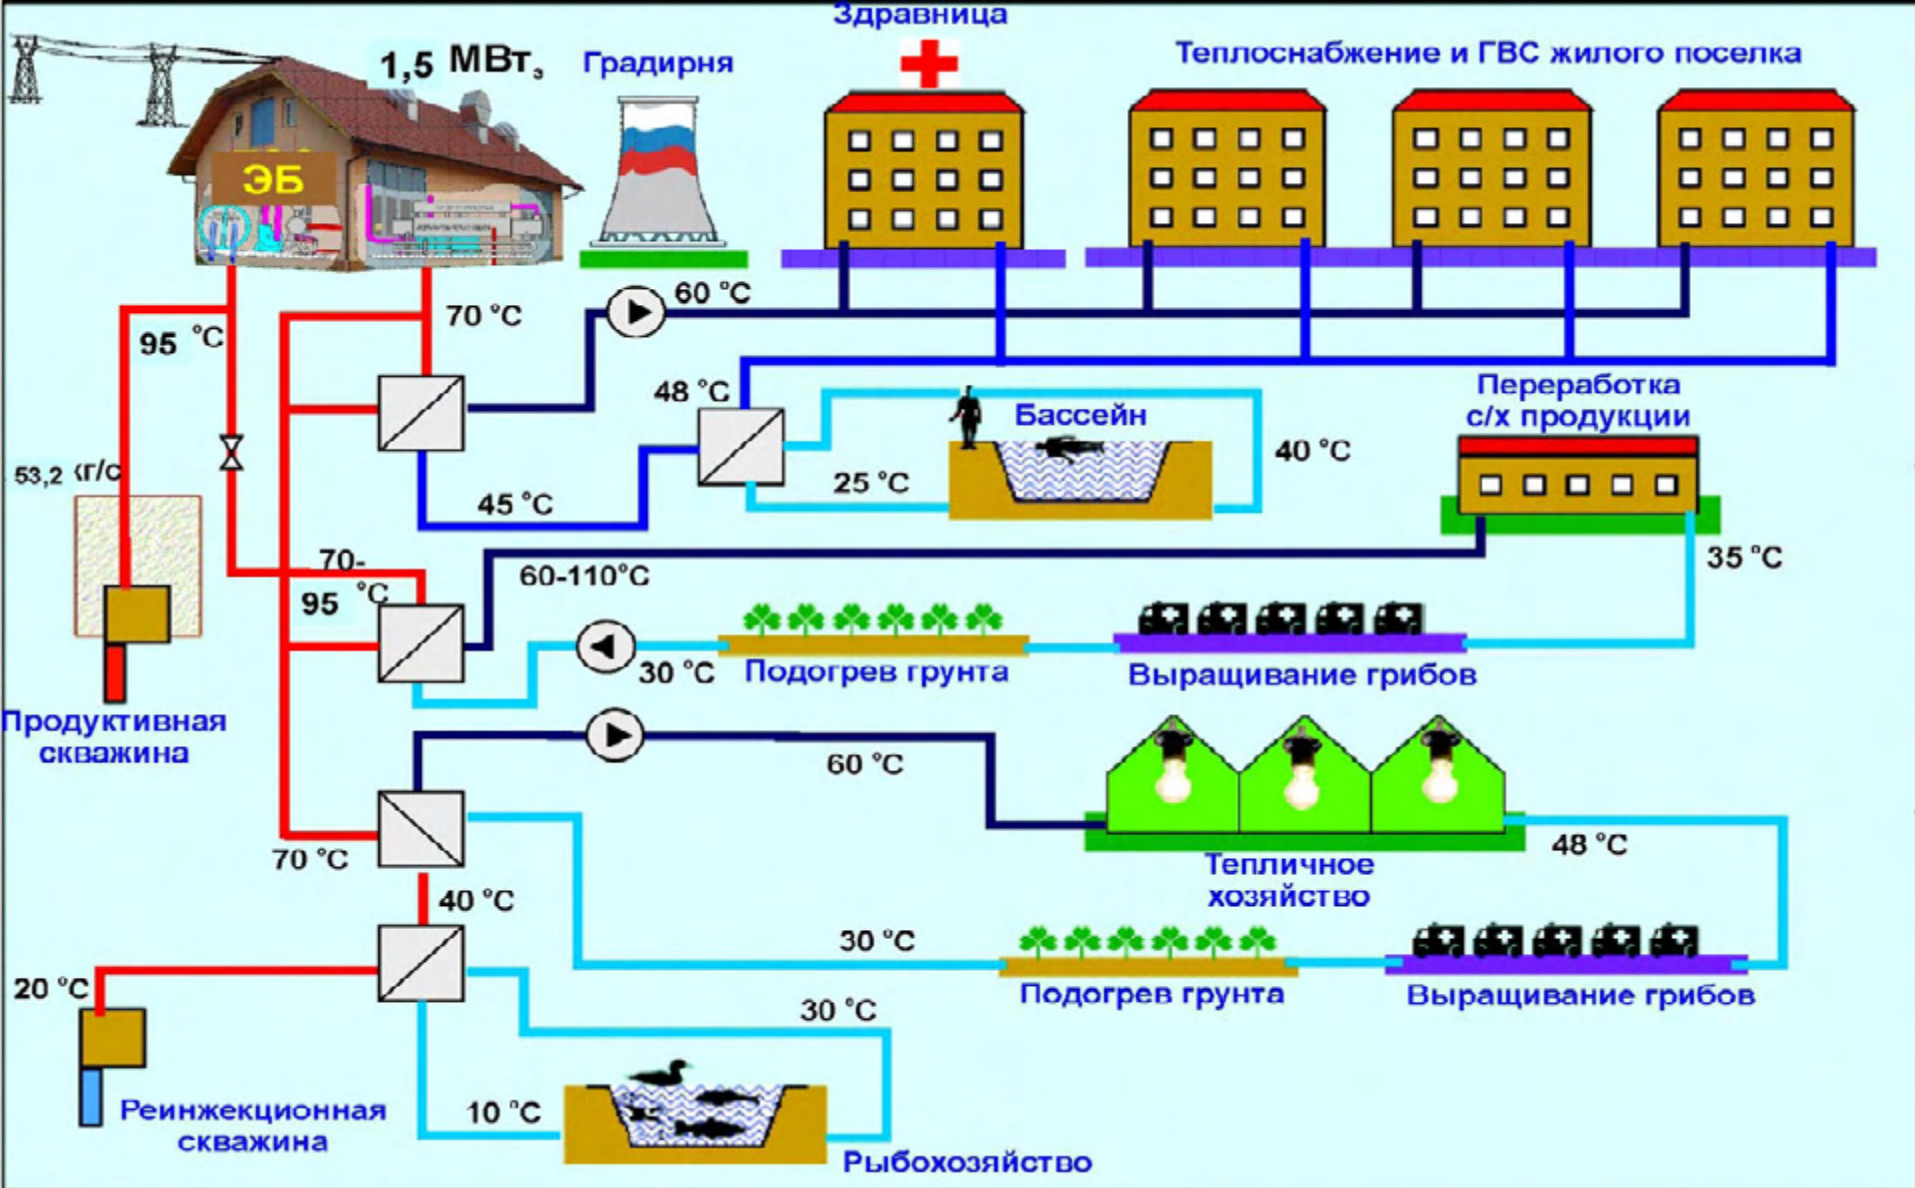 Здравница
1,5 МВтэ
Градирня
Теплоснабжение и ГВС жилого поселка
ЭБ
60 °C
70 °C
95 °C
48 °C
Переработка
с/х продукции
Бассейн
40 °C
53,2 кг/с
25 °C
45 °C
35 °C
70-
95 °C
60-110°C
30 °C
Подогрев грунта
Выращивание грибов
Продуктивная
скважина
60 °C
70 °C
48 °C
Тепличное
хозяйство
40 °C
30 °C
20 °C
Подогрев грунта
Выращивание грибов
30 °C
10 °C
Реинжекционная
скважина
Рыбохозяйство